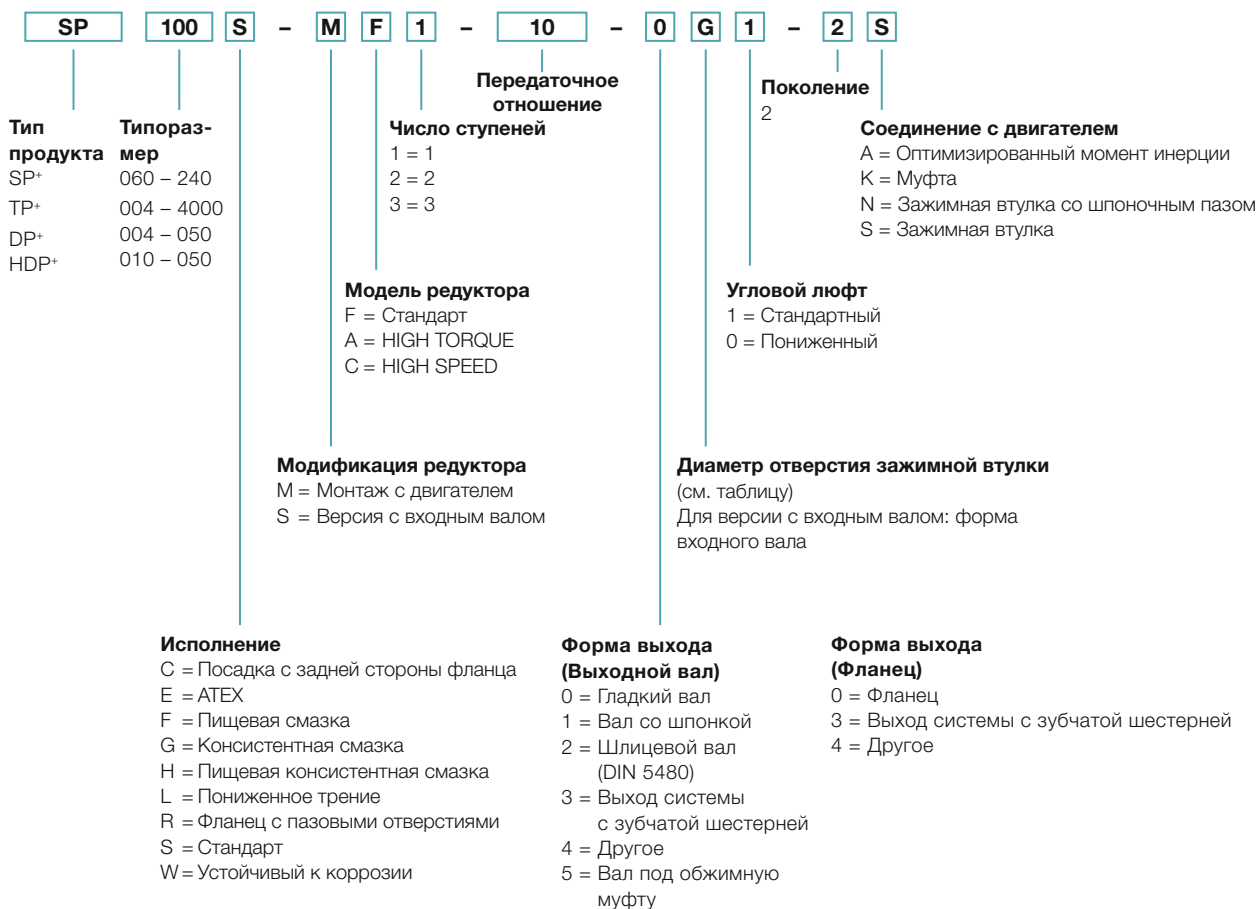 SP 100 S – M F 1 – 10 – 0 G 1 – 2 S
Передаточное
отношение
Поколение
2
Тип
продукта
SP+
TP+
DP+
HDP+
Типораз-
мер
060 – 240
004 – 4000
004 – 050
010 – 050
Число ступеней
1 = 1
2 = 2
3 = 3
Соединение с двигателем
A = Оптимизированный момент инерции
K = Муфта
N = Зажимная втулка со шпоночным пазом
S = Зажимная втулка
Модель редуктора
F = Стандарт
A = HIGH TORQUE
C = HIGH SPEED
Угловой люфт
1 = Стандартный
0 = Пониженный
Модификация редуктора
M = Монтаж с двигателем
S = Версия с входным валом
Диаметр отверстия зажимной втулки
(см. таблицу)
Для версии с входным валом: форма
входного вала
Исполнение
C = Посадка с задней стороны фланца
E = ATEX
F = Пищевая смазка
G = Консистентная смазка
H = Пищевая консистентная смазка
L = Пониженное трение
R = Фланец с пазовыми отверстиями
S = Стандарт
W = Устойчивый к коррозии
Форма выхода
(Выходной вал)
0 = Гладкий вал
1 = Вал со шпонкой
2 = Шлицевой вал
(DIN 5480)
3 = Выход системы
с зубчатой шестерней
4 = Другое
5 = Вал под обжимную
муфту
Форма выхода
(Фланец)
0 = Фланец
3 = Выход системы с зубчатой шестерней
4 = Другое